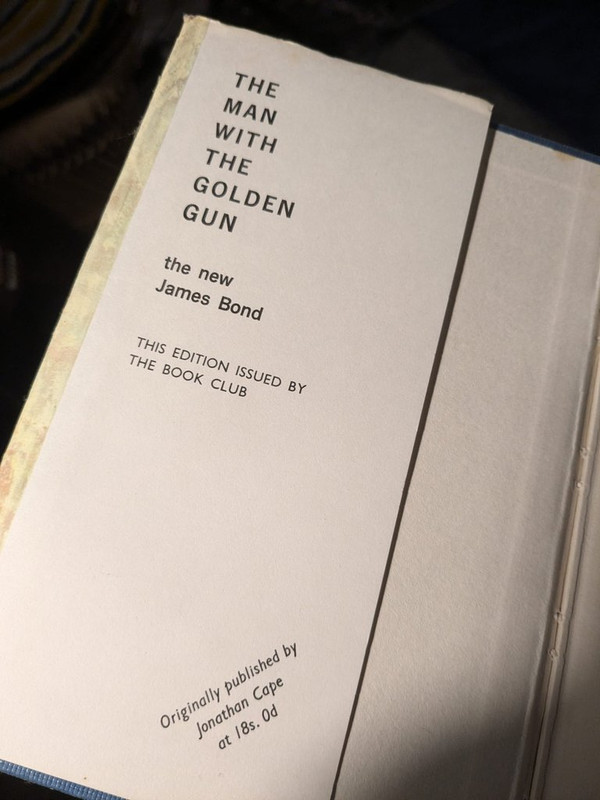 THE
MAN
WITH
THE
GOLDEN
GUN
the new
James Bond
THIS EDITION ISSUED BY
THE BOOK CLUB
Originally published by
Jonathan Cape
at 18s. 0d